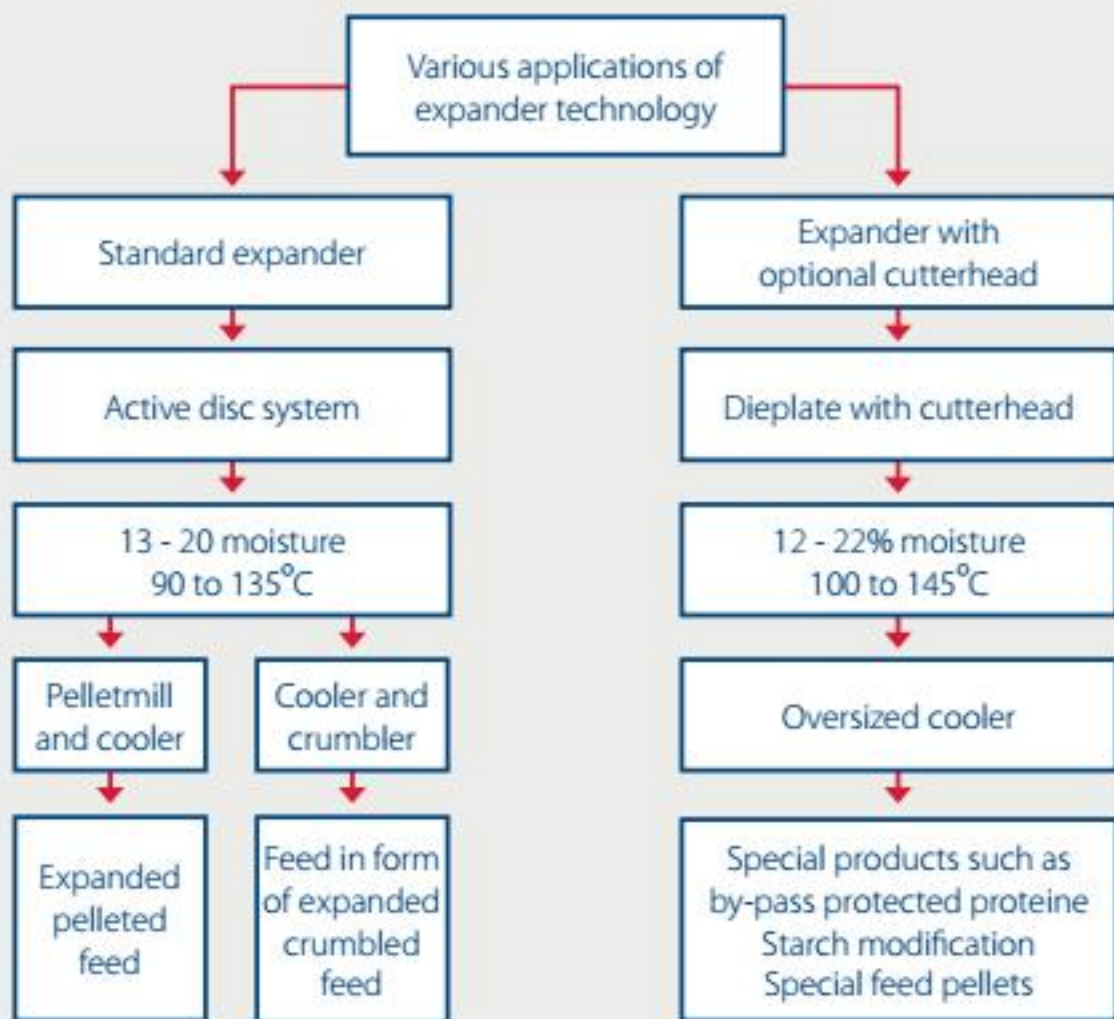 Various applications of
expander technology
Standard expander
Expander with
optional cutterhead
Active disc system
Dieplate with cutterhead
13 - 20 moisture
90 to 135°C
12 - 22% moisture
100 to 145°C
Pelletmill
and cooler
Cooler and
crumbler
Oversized cooler
Expanded
pelleted
feed
Feed in form
of expanded
crumbled
feed
Special products such as
by-pass protected proteine
Starch modification
Special feed pellets